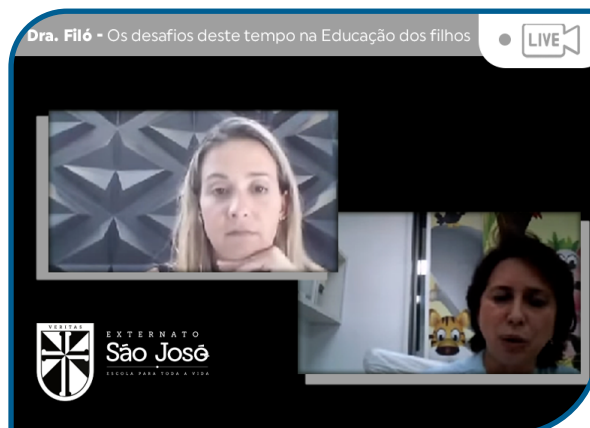 Dra. Filó - Os desafios deste tempo na Educação dos filhos
LIVE
VERITAS
EXTERNATO
São José
ESCOLA PARA TODA A VIDA